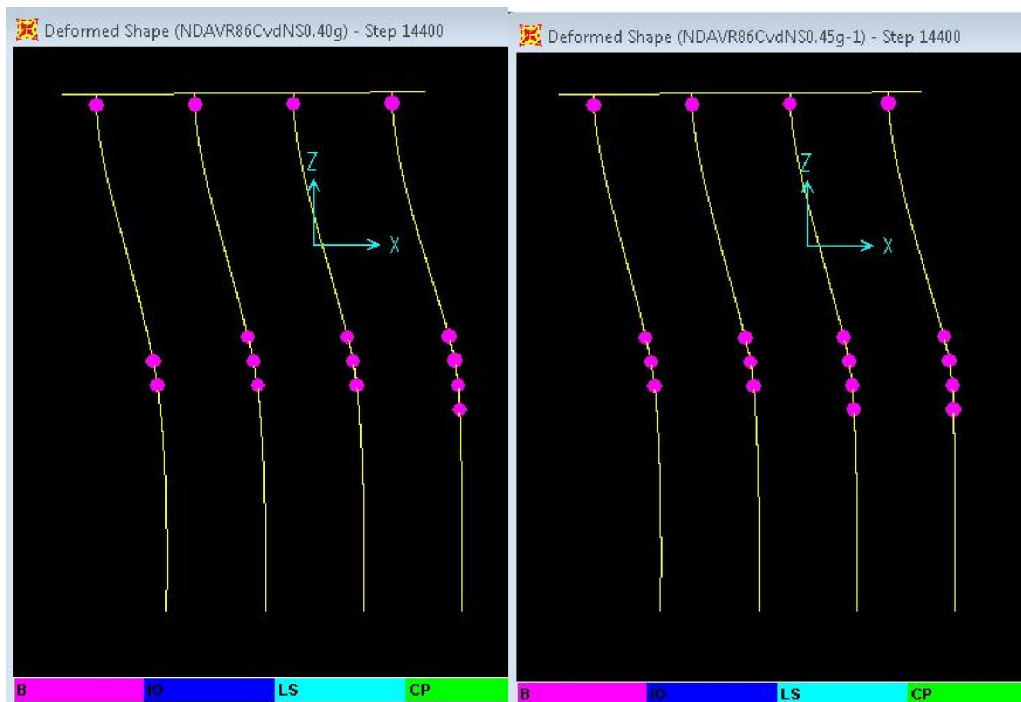 Deformed Shape (NDAVR86CvdNS0.40g) - Step 14400
Z
X
B IO LS CP
Deformed Shape (NDAVR86CvdNS0.45g-1) - Step 14400
Z
X
B IO LS CP